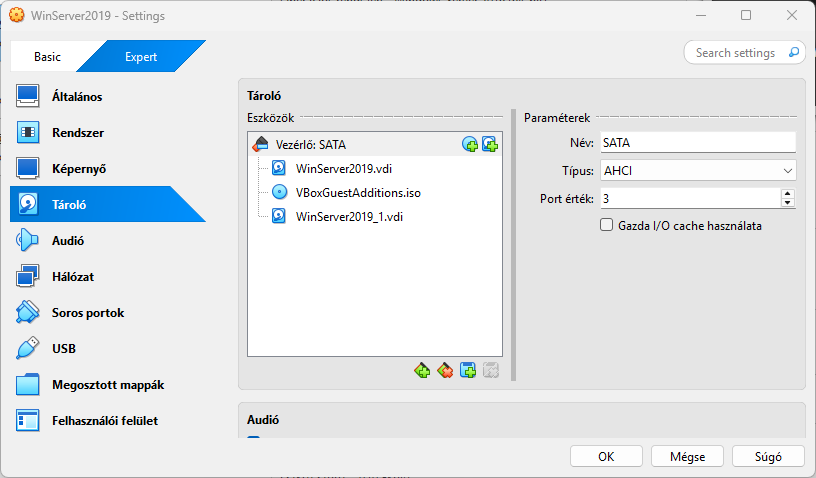 WinServer2019 - Settings
Basic
Expert
Search settings
Általános
Rendszer
Képernyő
Tároló
Audió
Hálózat
Soros portok
USB
Megosztott mappák
Felhasználói felület
Tároló
Eszközök
Vezérlő: SATA
WinServer2019.vdi
VBoxGuestAdditions.iso
WinServer2019_1.vdi
Paraméterek
Név: SATA
Típus: AHCI
Port érték: 3
Gazda I/O cache használata
Audió
OK
Mégse
Súgó